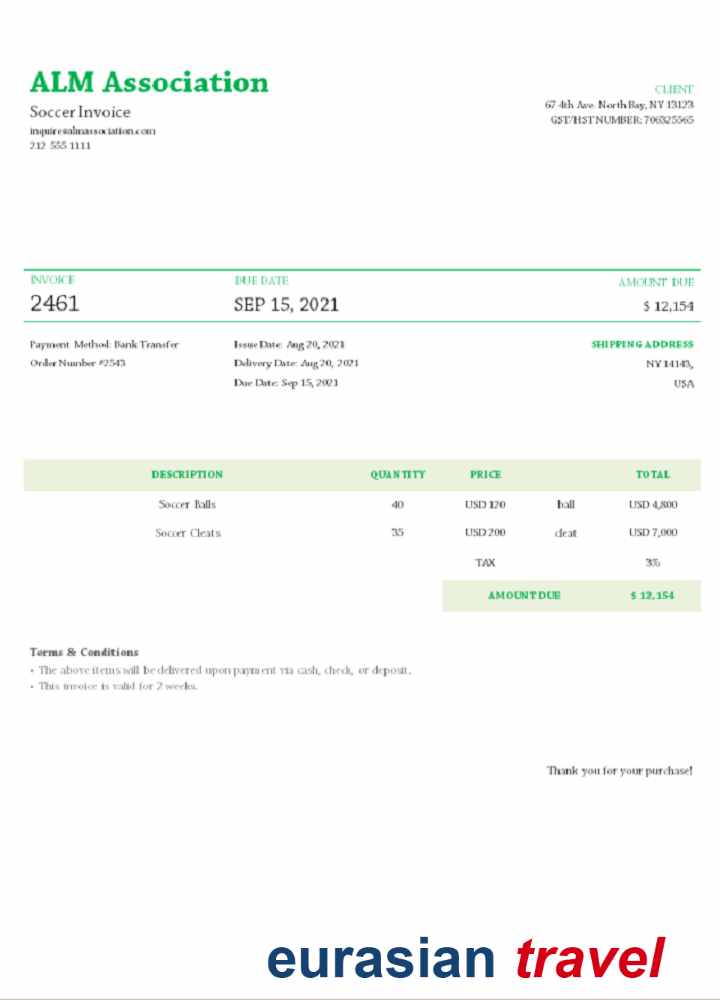 ALM Association
Soccer Invoice
inquire@almassociation.com
212 555 1111
CLIENT
67 4th Ave. North Bay, NY 13123
GST/HST NUMBER: 706325565
INVOICE
DUE DATE
AMOUNT DUE
2461
SEP 15, 2021
$ 12,154
Payment Method: Bank Transfer
Issue Date: Aug 20, 2021
SHIPPING ADDRESS
Order Number #2543
Delivery Date: Aug 20, 2021
NY 14143,
Due Date: Sep 15, 2021
USA
DESCRIPTION QUANTITY PRICE TOTAL
Soccer Balls 40 USD 120 ball USD 4,800
Soccer Cleats 35 USD 200 cleat USD 7,000
TAX 3%
AMOUNT DUE $ 12,154
Terms & Conditions
• The above items will be delivered upon payment via cash, check, or deposit.
• This invoice is valid for 2 weeks.
Thank you for your purchase!
eurasian travel